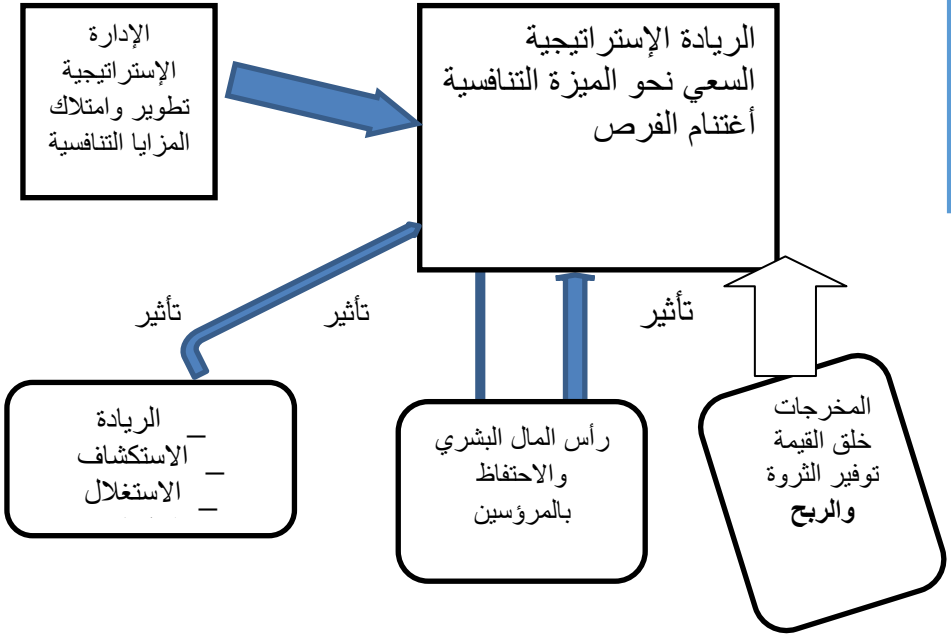 الإدارة
الإستراتيجية
تطوير وامتلاك
المزايا التنافسية
الريادة الإستراتيجية
السعي نحو الميزة التنافسية
أغتنام الفرص
تأثير
تأثير
تأثير
_ الريادة
_ الاستكشاف
_ الاستغلال
رأس المال البشري
والاحتفاظ
بالمرؤسين
المخرجات
خلق القيمة
توفير الثروة
والربح